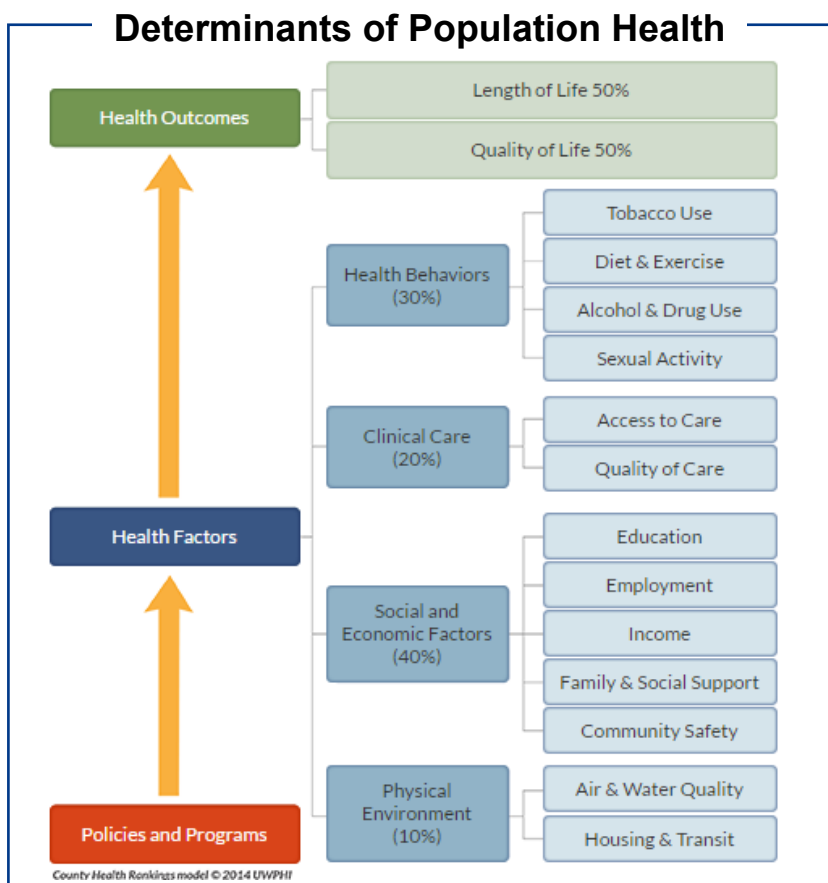 Determinants of Population Health
Health Outcomes
Length of Life 50%
Quality of Life 50%
Health Behaviors
(30%)
Tobacco Use
Diet & Exercise
Alcohol & Drug Use
Sexual Activity
Clinical Care
(20%)
Access to Care
Quality of Care
Health Factors
Social and
Economic Factors
(40%)
Education
Employment
Income
Family & Social Support
Community Safety
Physical
Environment
(10%)
Air & Water Quality
Housing & Transit
Policies and Programs
County Health Rankings model © 2014 UWPHI